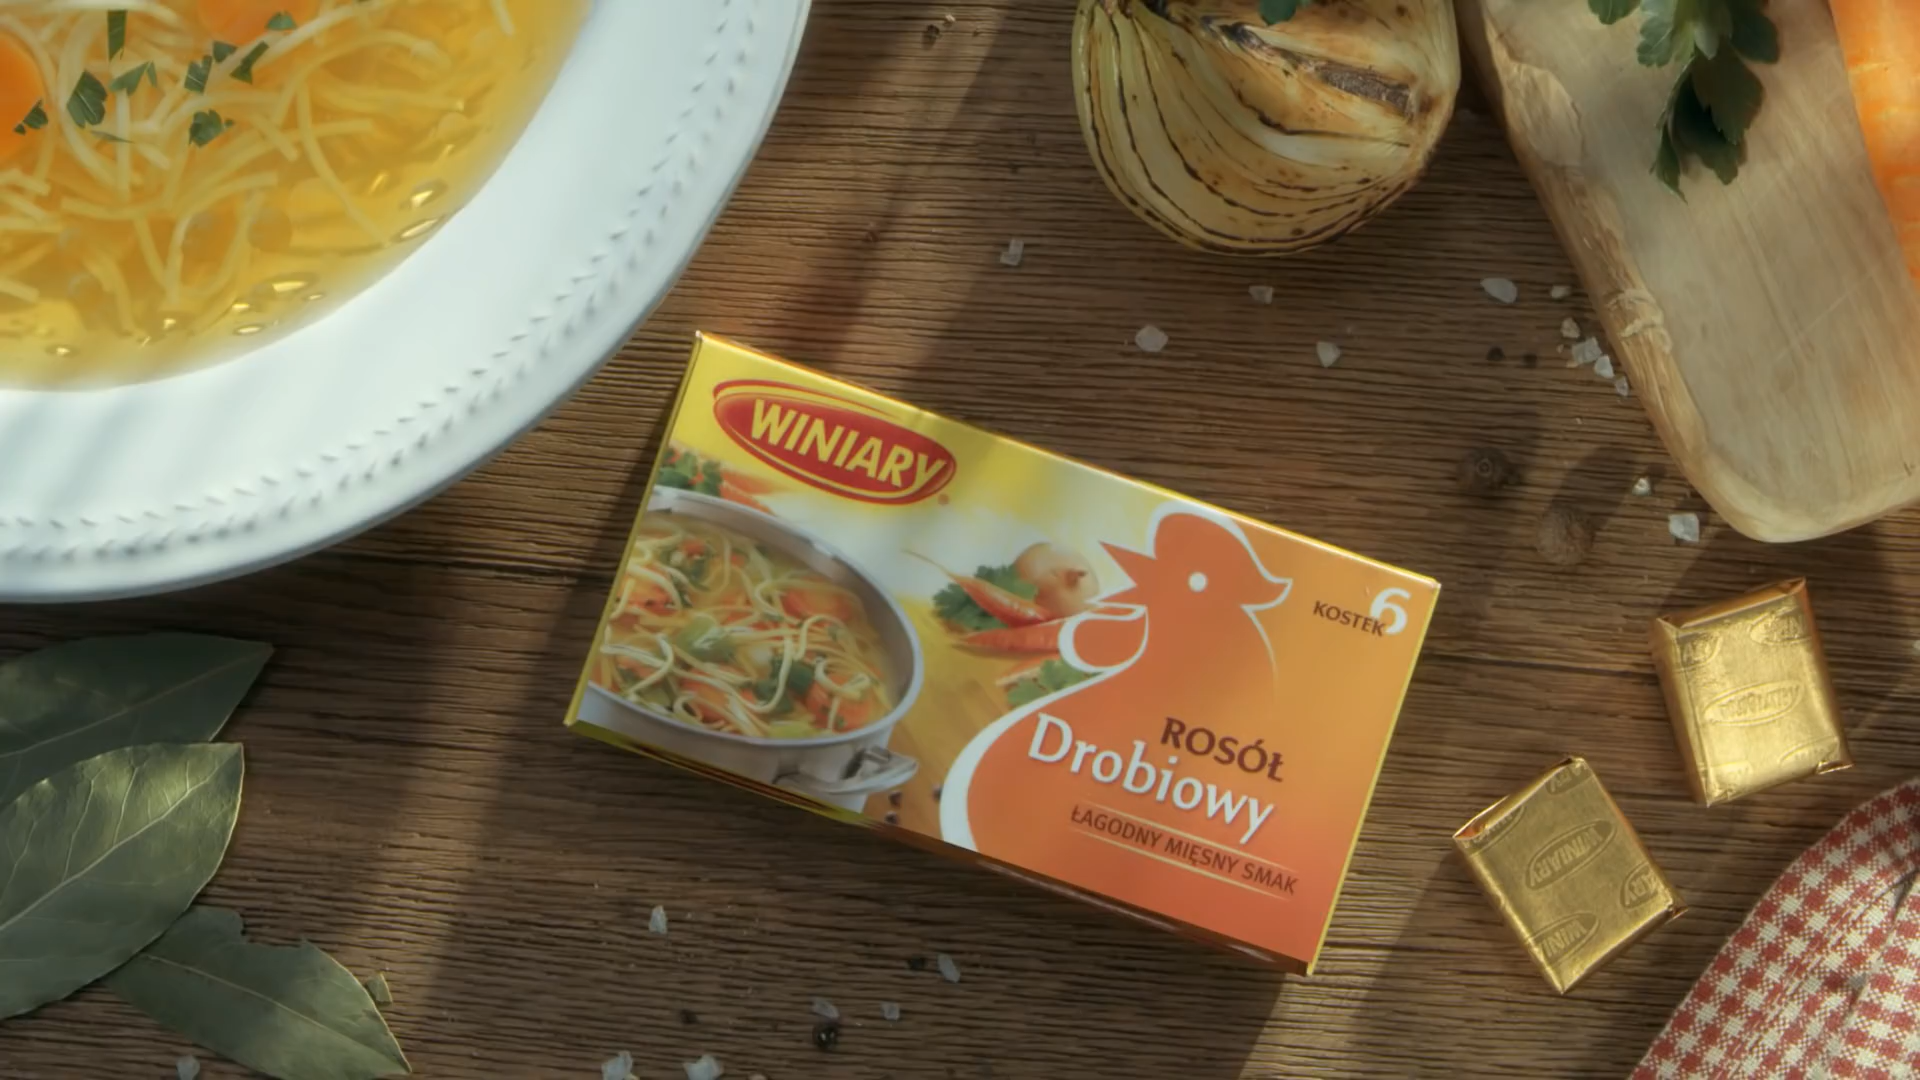 WINIARY
6
KOSTEK
ROSÓŁ
Drobiowy
ŁAGODNY MIĘSNY SMAK
WINIARY
WINIARY